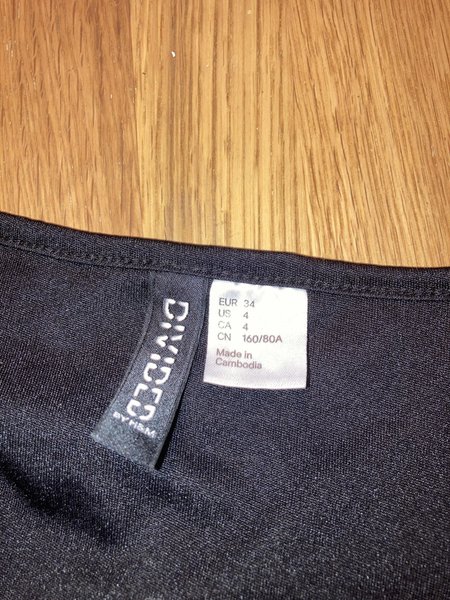 DIVIDED
BY H&M
EUR 34
US 4
CA 4
CN 160/80A
Made in
Cambodia